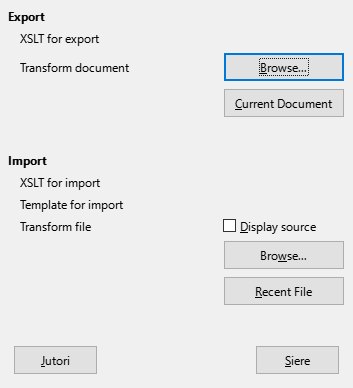 Export
XSLT for export
Transform document
Browse...
Current Document
Import
XSLT for import
Template for import
Transform file
Display source
Browse...
Recent File
Jutori
Siere